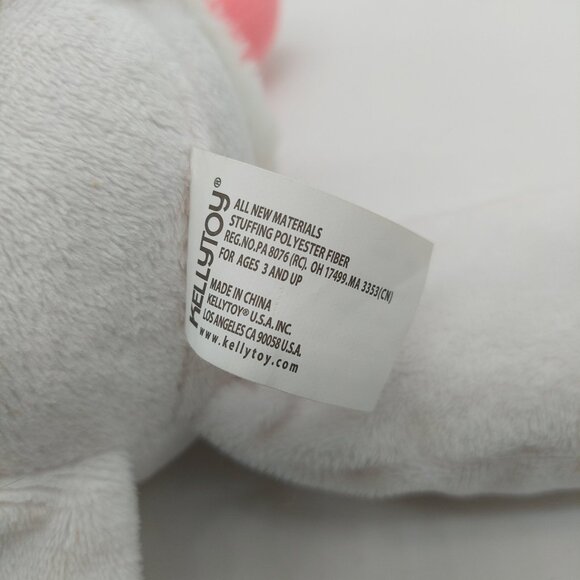 KELLYTOY®
ALL NEW MATERIALS
STUFFING POLYESTER FIBER
REG.NO.PA 8076 (RC). OH 17499.MA 3353(CN)
FOR AGES 3 AND UP
MADE IN CHINA
KELLYTOY® U.S.A. INC.
LOS ANGELES CA 90058 U.S.A.
www.kellytoy.com